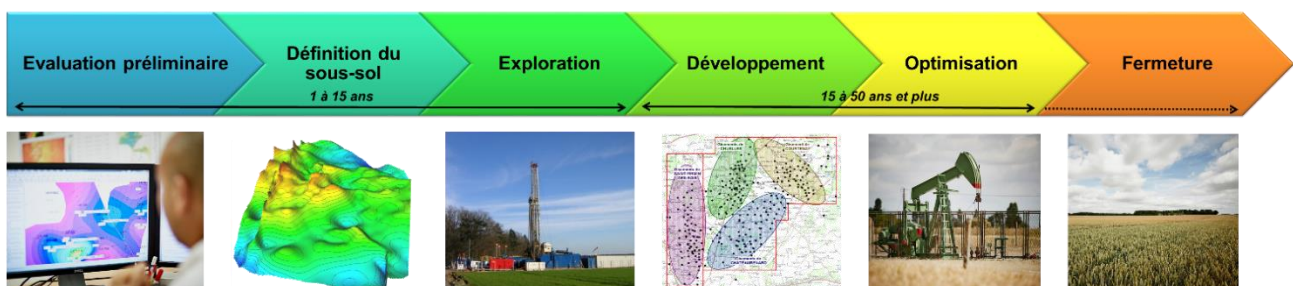 Evaluation préliminaire
Définition du
sous-sol
Exploration
Développement
Optimisation
Fermeture
1 à 15 ans
15 à 50 ans et plus